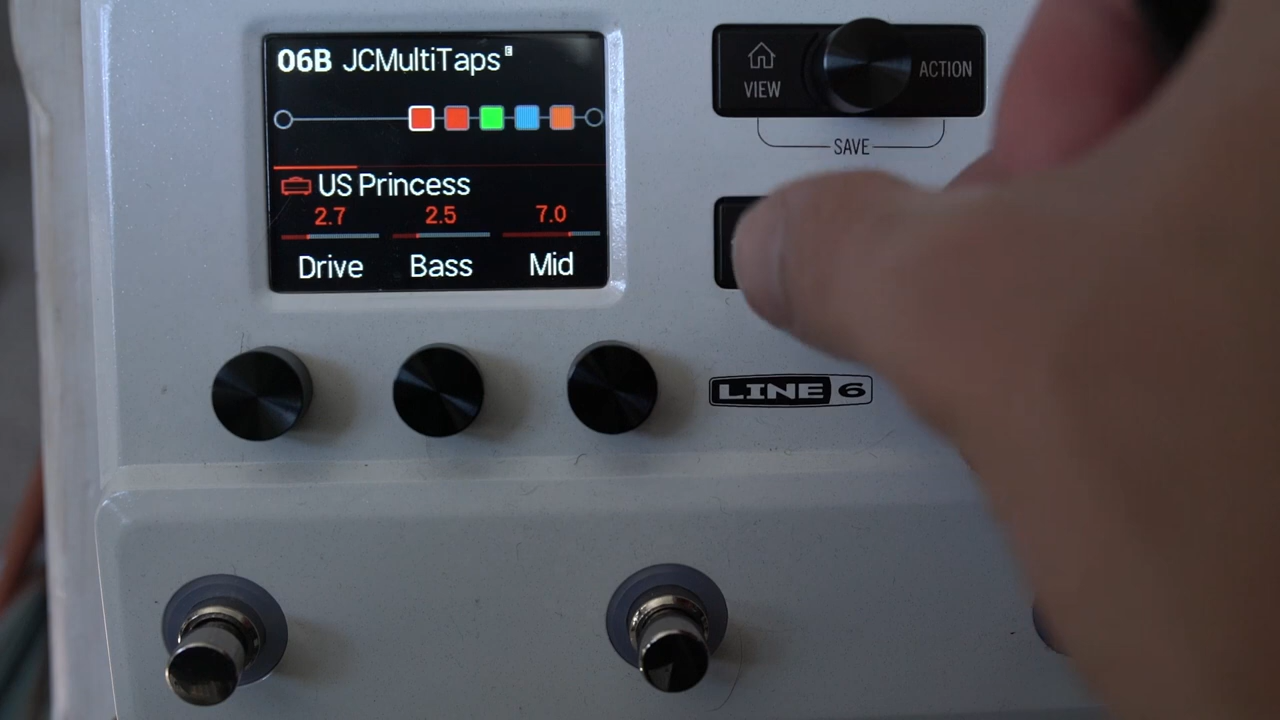 06B JCMultiTaps E
US Princess
2.7 2.5 7.0
Drive Bass Mid
VIEW ACTION
SAVE
LINE 6